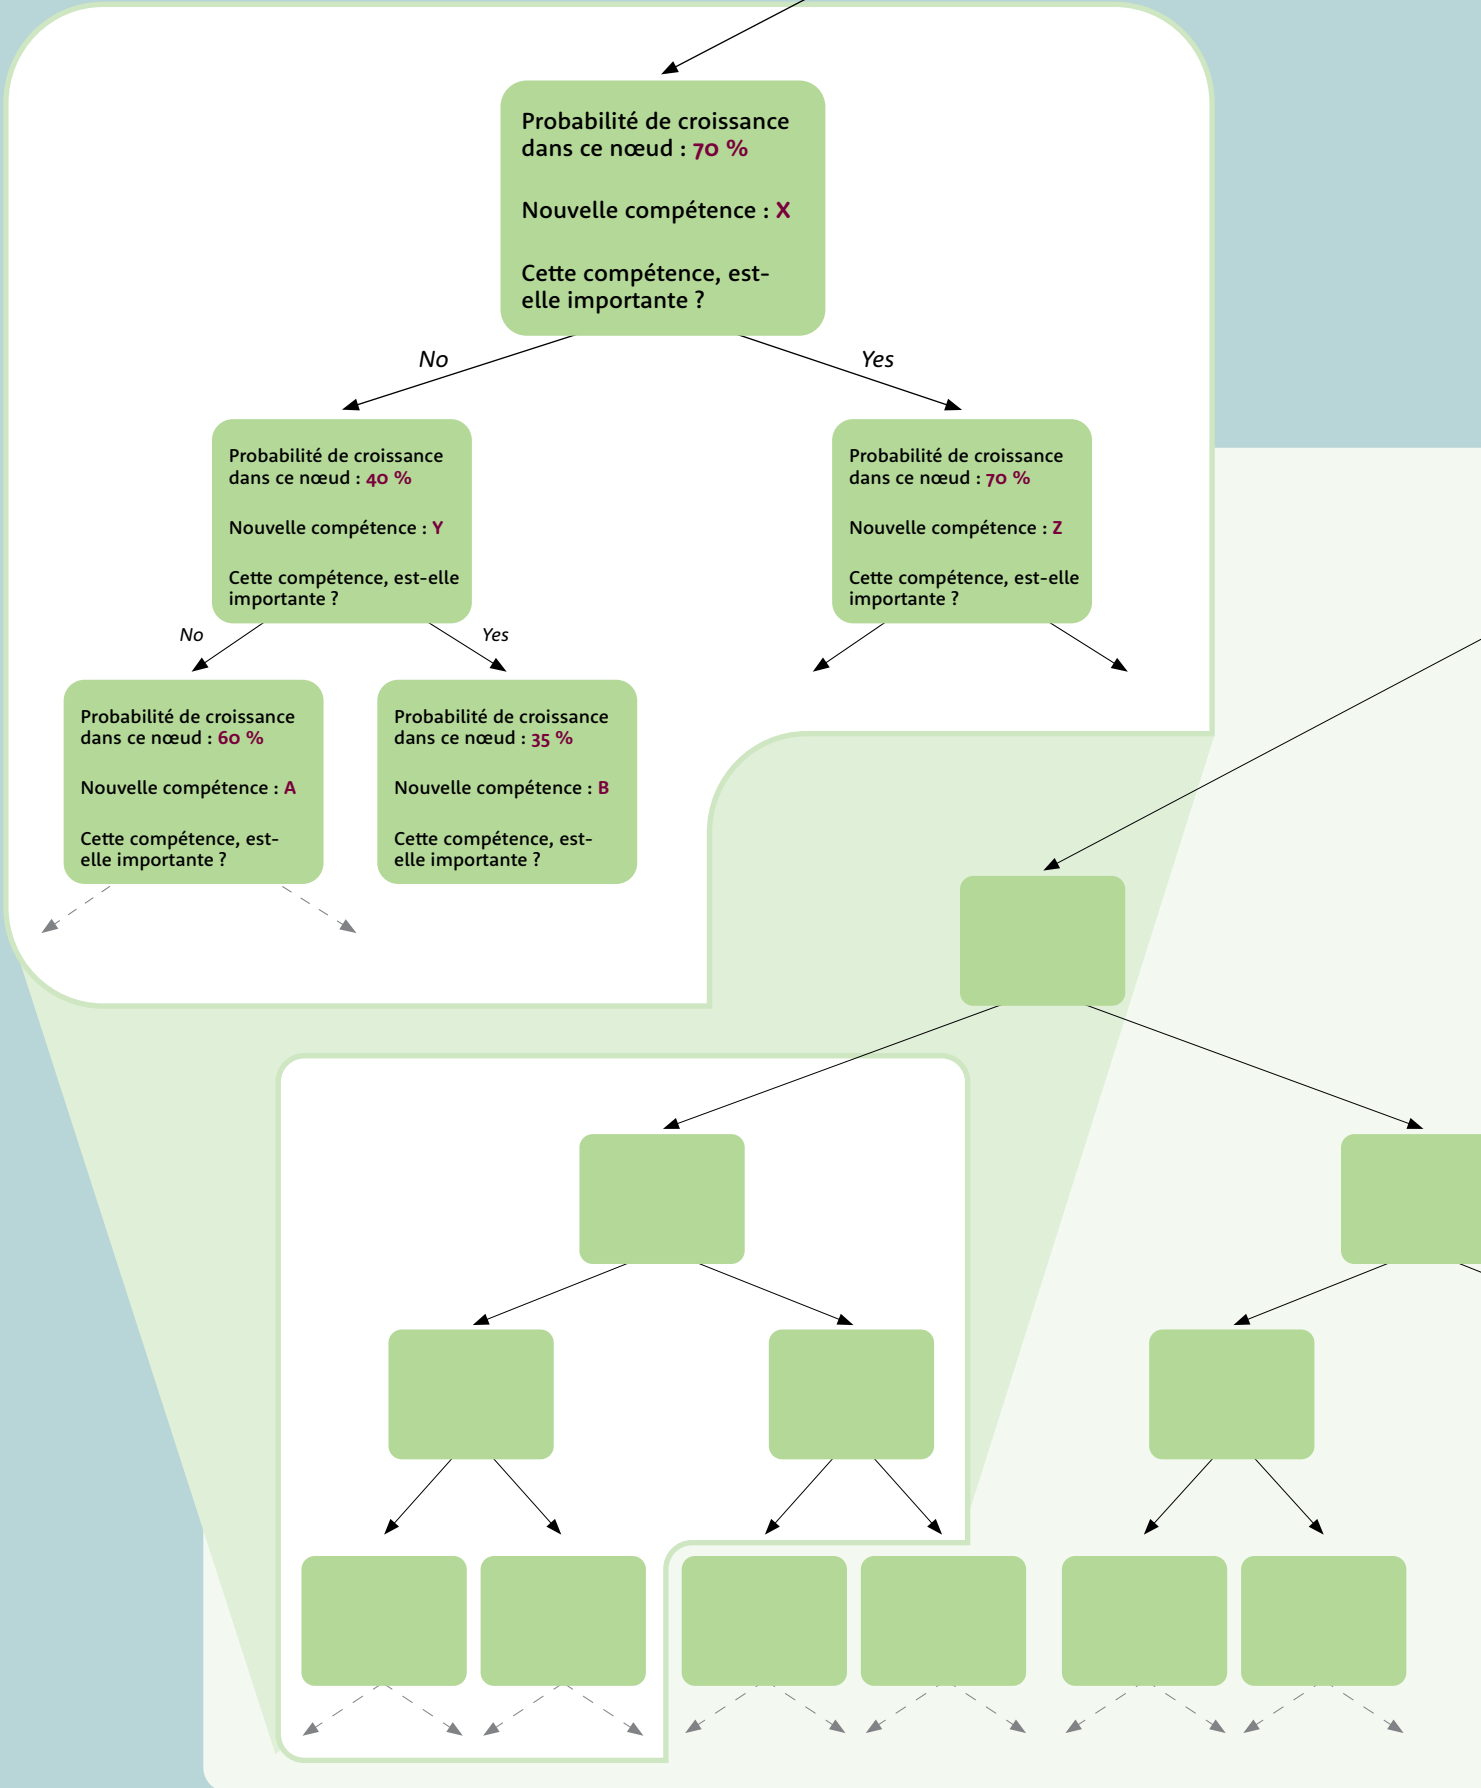 Probabilité de croissance
dans ce nœud : 70 %
Nouvelle compétence : X
Cette compétence, est-
elle importante ?
No
Yes
Probabilité de croissance
dans ce nœud : 40 %
Nouvelle compétence : Y
Cette compétence, est-elle
importante ?
Probabilité de croissance
dans ce nœud : 70 %
Nouvelle compétence : Z
Cette compétence, est-elle
importante ?
No
Yes
Probabilité de croissance
dans ce nœud : 60 %
Nouvelle compétence : A
Cette compétence, est-
elle importante ?
Probabilité de croissance
dans ce nœud : 35 %
Nouvelle compétence : B
Cette compétence, est-
elle importante ?